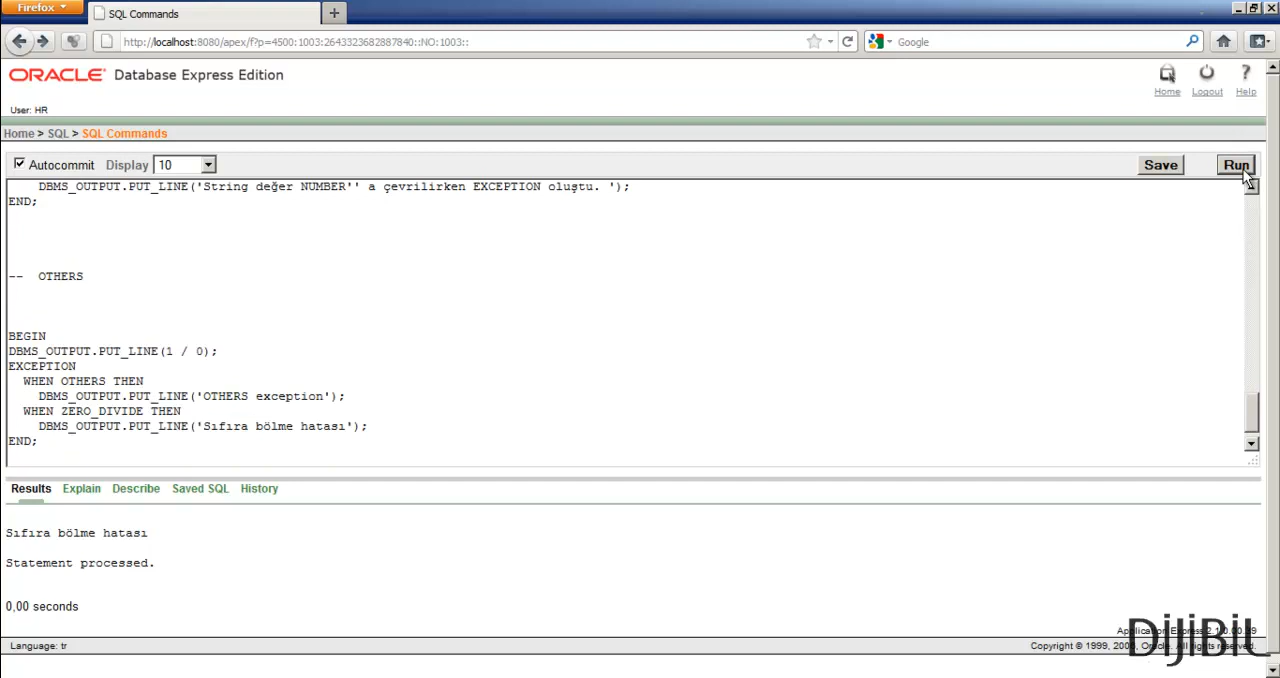 Firefox
SQL Commands
http://localhost:8080/apex/f?p=4500:1003:2643323682887840::NO:1003::
Google
ORACLE Database Express Edition
Home Logout Help
User: HR
Home > SQL > SQL Commands
Autocommit Display 10 Save Run
DBMS_OUTPUT.PUT_LINE('String değer NUMBER'' a çevrilirken EXCEPTION oluştu. ');
END;
-- OTHERS
BEGIN
DBMS_OUTPUT.PUT_LINE(1 / 0);
EXCEPTION
WHEN OTHERS THEN
DBMS_OUTPUT.PUT_LINE('OTHERS exception');
WHEN ZERO_DIVIDE THEN
DBMS_OUTPUT.PUT_LINE('Sıfıra bölme hatası');
END;
Results Explain Describe Saved SQL History
Sıfıra bölme hatası
Statement processed.
0,00 seconds
Application Express
DijiBiL
Language: tr
Copyright © 1999, Oracle. All rights reserved.